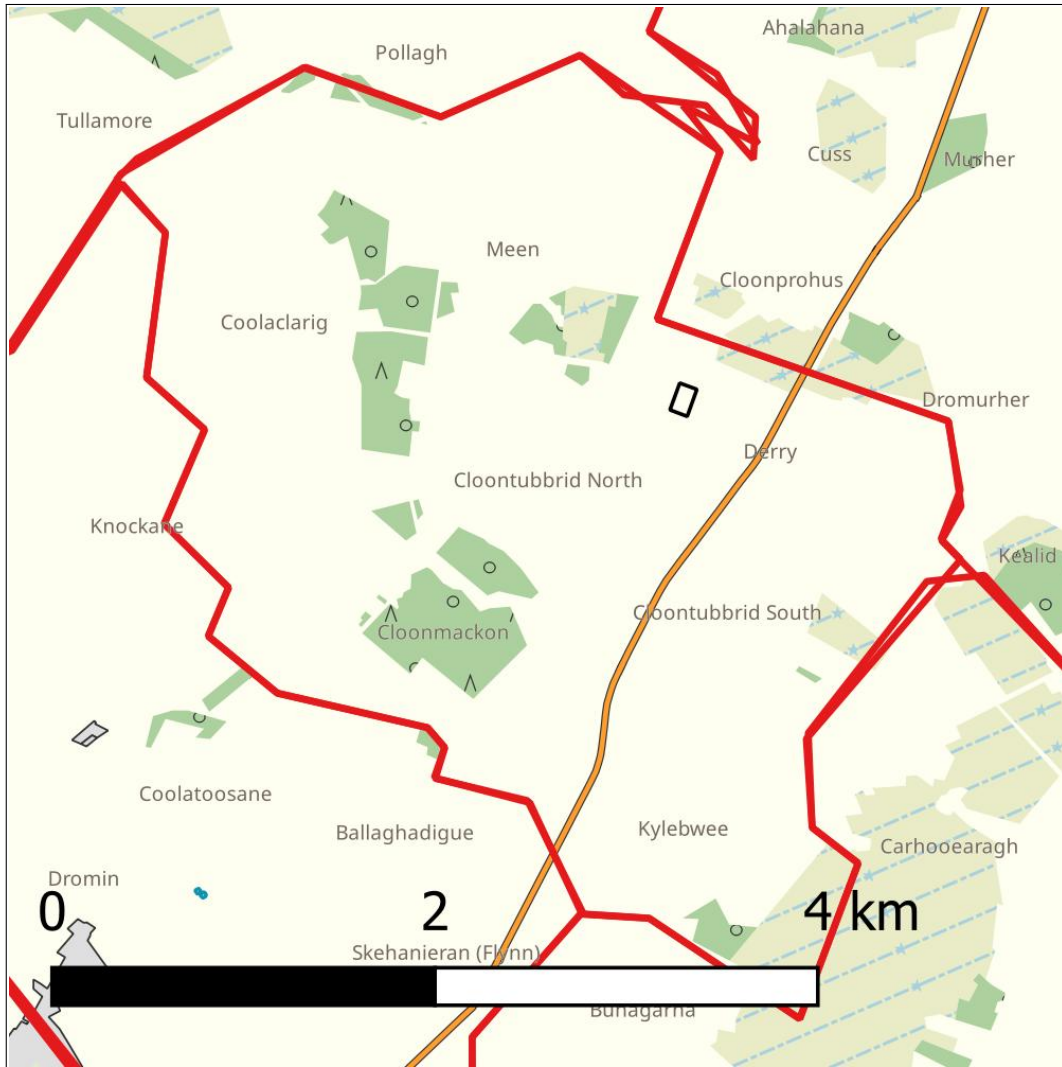 Ahalahana
Pollagh
Tullamore
Cuss
Murher
Meen
Cloonprohus
Coolaclarig
Dromurher
Derry
Cloontubbrid North
Knockane
Kealid
Cloontubbrid South
Cloonmackon
Coolatoosane
Ballaghadigue
Kylebwee
Carhooearagh
Dromin
0 2 4 km
Skehanieran (Flynn)
Bunagarna